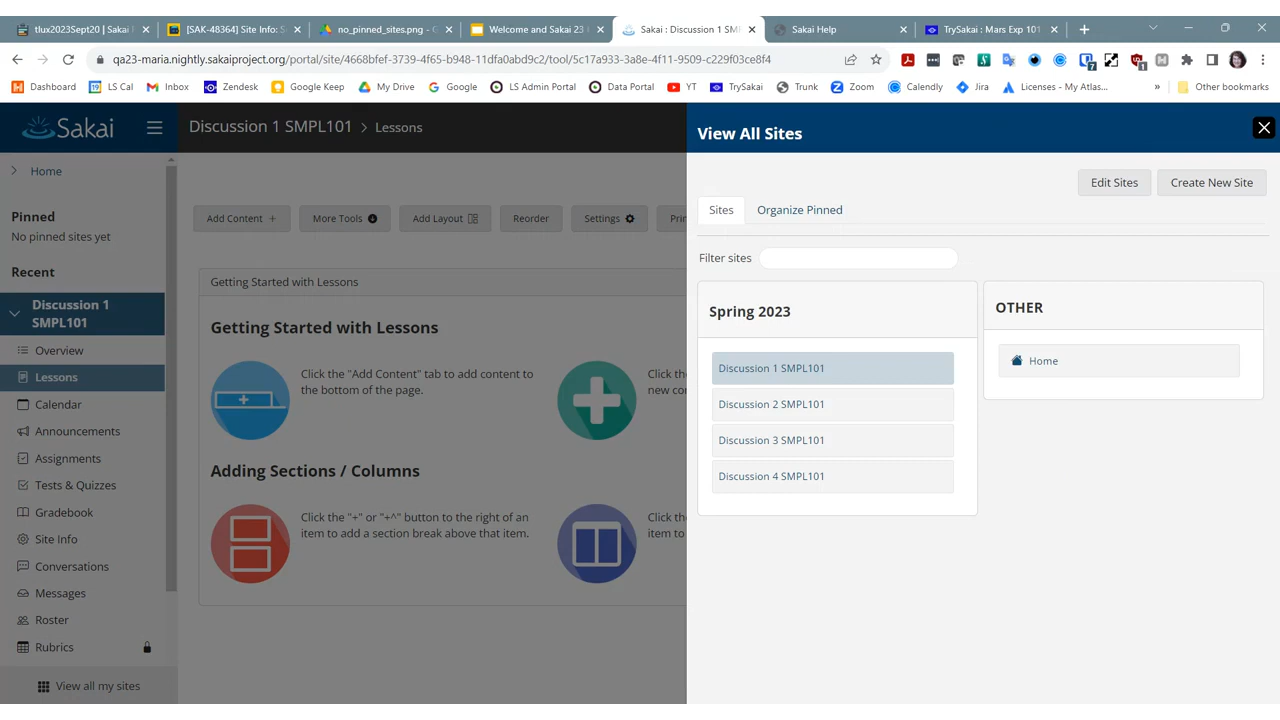 tlux2023Sept20 | Sakai
[SAK-48364] Site Info: S
no_pinned_sites.png - G
Welcome and Sakai 23
Sakai : Discussion 1 SMP
Sakai Help
TrySakai : Mars Exp 101
qa23-maria.nightly.sakaiproject.org/portal/site/4668bfef-3739-4f65-b948-11dfa0abd9c2/tool/5c17a933-3a8e-4f11-9509-c229f03ce8f4
Dashboard
LS Cal
Inbox
Zendesk
Google Keep
My Drive
Google
LS Admin Portal
Data Portal
YT
TrySakai
Trunk
Zoom
Calendly
Jira
Licenses - My Atlas...
»
Other bookmarks
Sakai
Discussion 1 SMPL101 > Lessons
View All Sites
Home
Pinned
No pinned sites yet
Recent
Discussion 1
SMPL101
Overview
Lessons
Calendar
Announcements
Assignments
Tests & Quizzes
Gradebook
Site Info
Conversations
Messages
Roster
Rubrics
View all my sites
Add Content +
More Tools
Add Layout
Reorder
Settings
Prin
Getting Started with Lessons
Getting Started with Lessons
Click the "Add Content" tab to add content to
the bottom of the page.
Click the
new co
Adding Sections / Columns
Click the "+" or "+^" button to the right of an
item to add a section break above that item.
Click the
item to
Edit Sites
Create New Site
Sites
Organize Pinned
Filter sites
Spring 2023
Discussion 1 SMPL101
Discussion 2 SMPL101
Discussion 3 SMPL101
Discussion 4 SMPL101
OTHER
Home